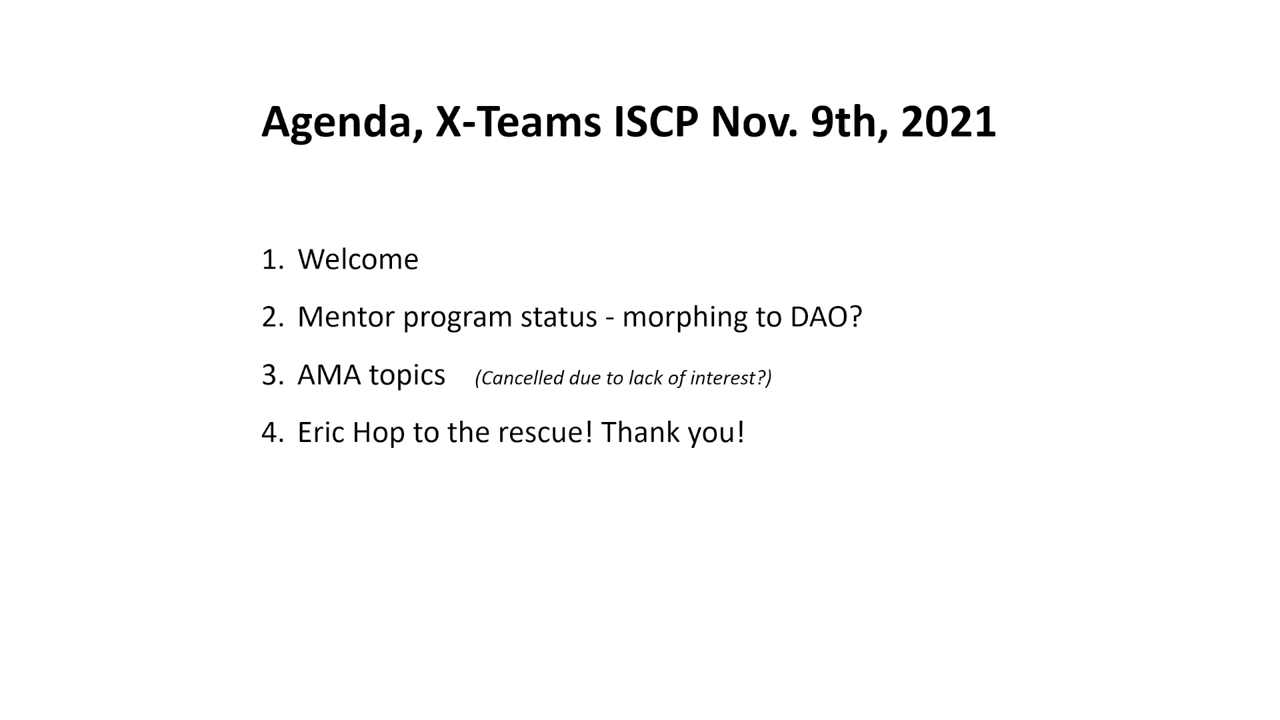 Agenda, X-Teams ISCP Nov. 9th, 2021
1. Welcome
2. Mentor program status - morphing to DAO?
3. AMA topics (Cancelled due to lack of interest?)
4. Eric Hop to the rescue! Thank you!